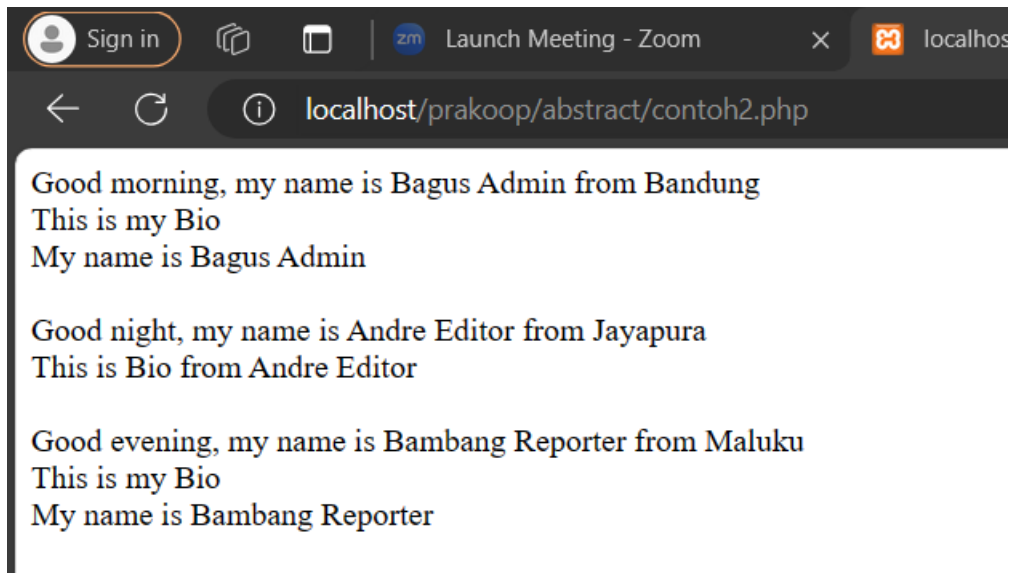 Sign in
zm
Launch Meeting - Zoom
localhos
localhost/prakoop/abstract/contoh2.php
Good morning, my name is Bagus Admin from Bandung
This is my Bio
My name is Bagus Admin
Good night, my name is Andre Editor from Jayapura
This is Bio from Andre Editor
Good evening, my name is Bambang Reporter from Maluku
This is my Bio
My name is Bambang Reporter